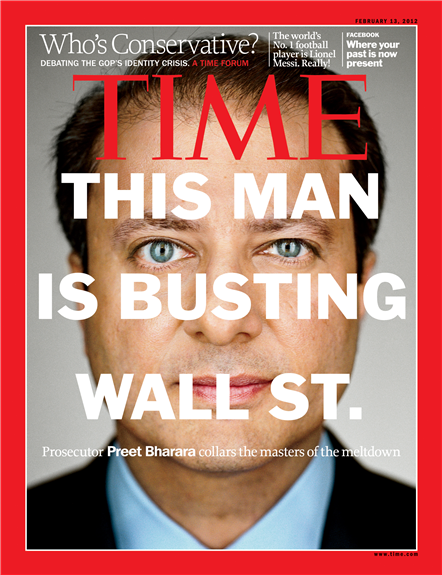 FEBRUARY 13, 2012
Who's Conservative?
DEBATING THE GOP'S IDENTITY CRISIS. A TIME FORUM
The world's
No. 1 football
player is Lionel
Messi. Really!
FACEBOOK
Where your
past is now
present
TIME
THIS MAN
IS BUSTING
WALL ST.
Prosecutor Preet Bharara collars the masters of the meltdown
www.time.com